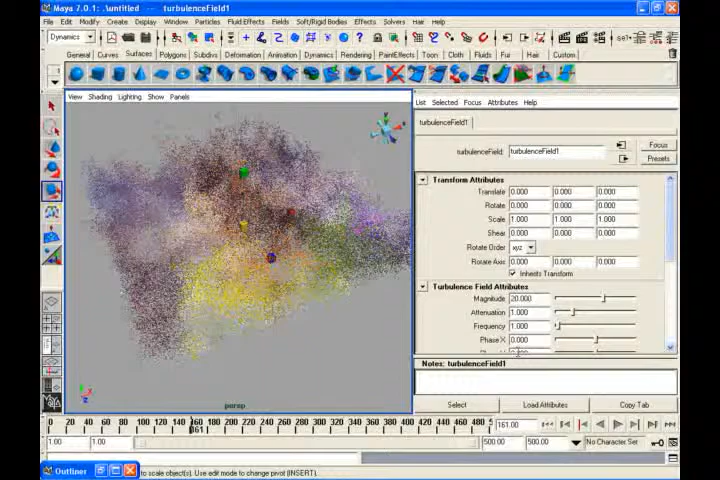 Maya 7.0.1: .\untitled --- turbulenceField1
File Edit Modify Create Display Window Particles Fluid Effects Fields Soft/Rigid Bodies Effects Solvers Hair Help
Dynamics sel
General Curves Surfaces Polygons Subdivs Deformation Animation Dynamics Rendering PaintEffects Toon Cloth Fluids Fur Hair Custom
View Shading Lighting Show Panels
List Selected Focus Attributes Help
turbulenceField1
turbulenceField: turbulenceField1
Focus
Presets
Transform Attributes
Translate 0.000 0.000 0.000
Rotate 0.000 0.000 0.000
Scale 1.000 1.000 1.000
Shear 0.000 0.000 0.000
Rotate Order xyz
Rotate Axis 0.000 0.000 0.000
Inherits Transform
Turbulence Field Attributes
Magnitude 20.000
Attenuation 1.000
Frequency 1.000
Phase X 0.000
Notes: turbulenceField1
persp
Select Load Attributes Copy Tab
0 20 40 60 80 100 120 140 160 180 200 220 240 260 280 300 320 340 360 380 400 420 440 460 480 5
161
161.00
1.00 1.00 500.00 500.00 No Character Set
Outliner
to scale object(s). Use edit mode to change pivot (INSERT).